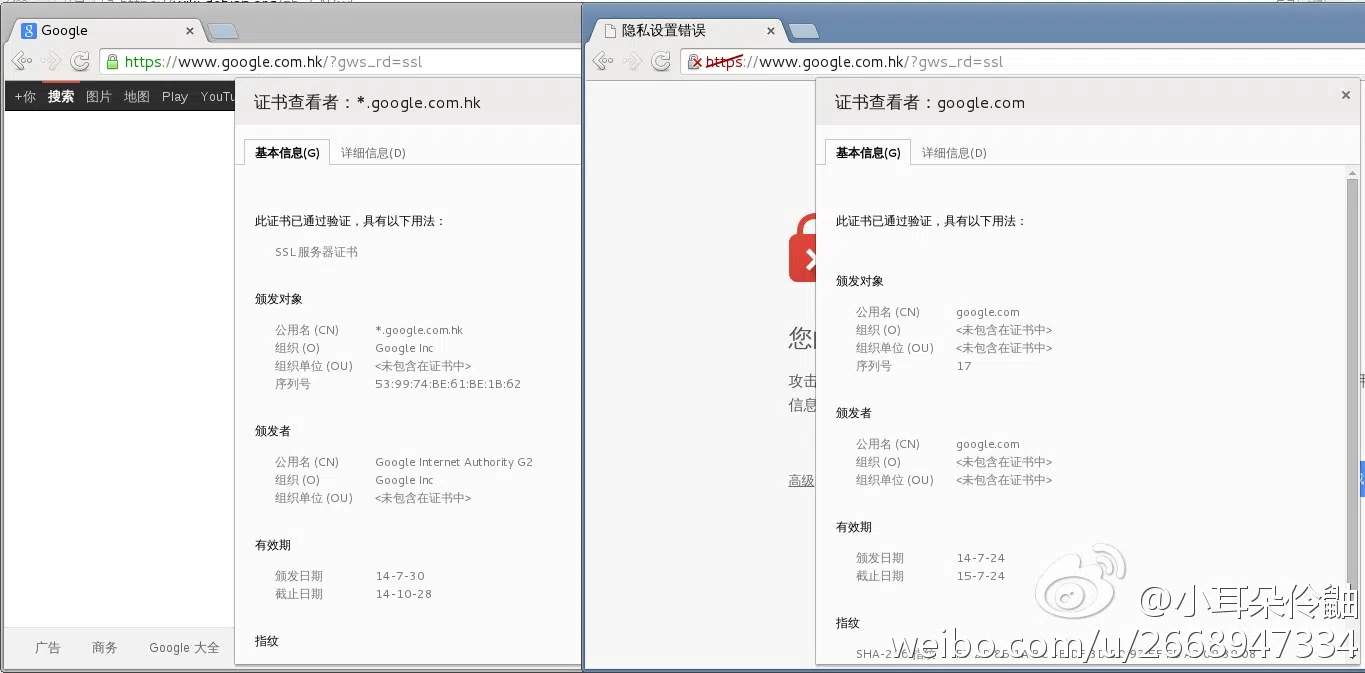 Google
https://www.google.com.hk/?gws_rd=ssl
+你 搜索 图片 地图 Play YouTu
证书查看者：*.google.com.hk
基本信息(G) 详细信息(D)
此证书已通过验证，具有以下用法：
SSL 服务器证书
颁发对象
公用名 (CN) *.google.com.hk
组织 (O) Google Inc
组织单位 (OU) <未包含在证书中>
序列号 53:99:74:BE:61:BE:1B:62
颁发者
公用名 (CN) Google Internet Authority G2
组织 (O) Google Inc
组织单位 (OU) <未包含在证书中>
有效期
颁发日期 14-7-30
截止日期 14-10-28
指纹
广告 商务 Google 大全
隐私设置错误
https://www.google.com.hk/?gws_rd=ssl
您
攻击
信息
高级
证书查看者：google.com
基本信息(G) 详细信息(D)
此证书已通过验证，具有以下用法：
颁发对象
公用名 (CN) google.com
组织 (O) <未包含在证书中>
组织单位 (OU) <未包含在证书中>
序列号 17
颁发者
公用名 (CN) google.com
组织 (O) <未包含在证书中>
组织单位 (OU) <未包含在证书中>
有效期
颁发日期 14-7-24
截止日期 15-7-24
指纹
SHA-256 指纹
@小耳朵伶鼬
weibo.com/u/2668947334